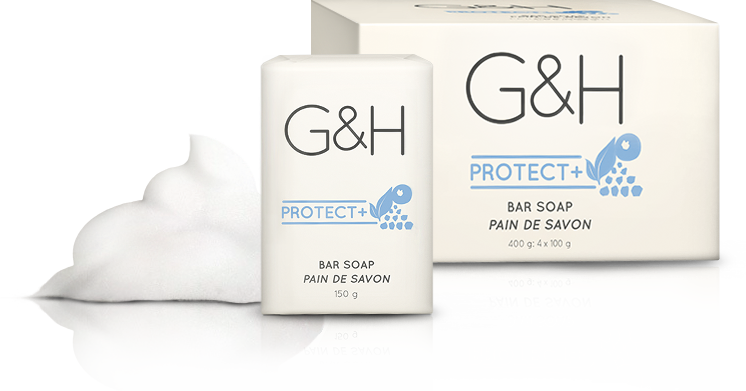 G&H
PROTECT+
BAR SOAP
PAIN DE SAVON
150 g
G&H
G&H
PROTECT+
BAR SOAP
PAIN DE SAVON
400 g: 4 x 100 g